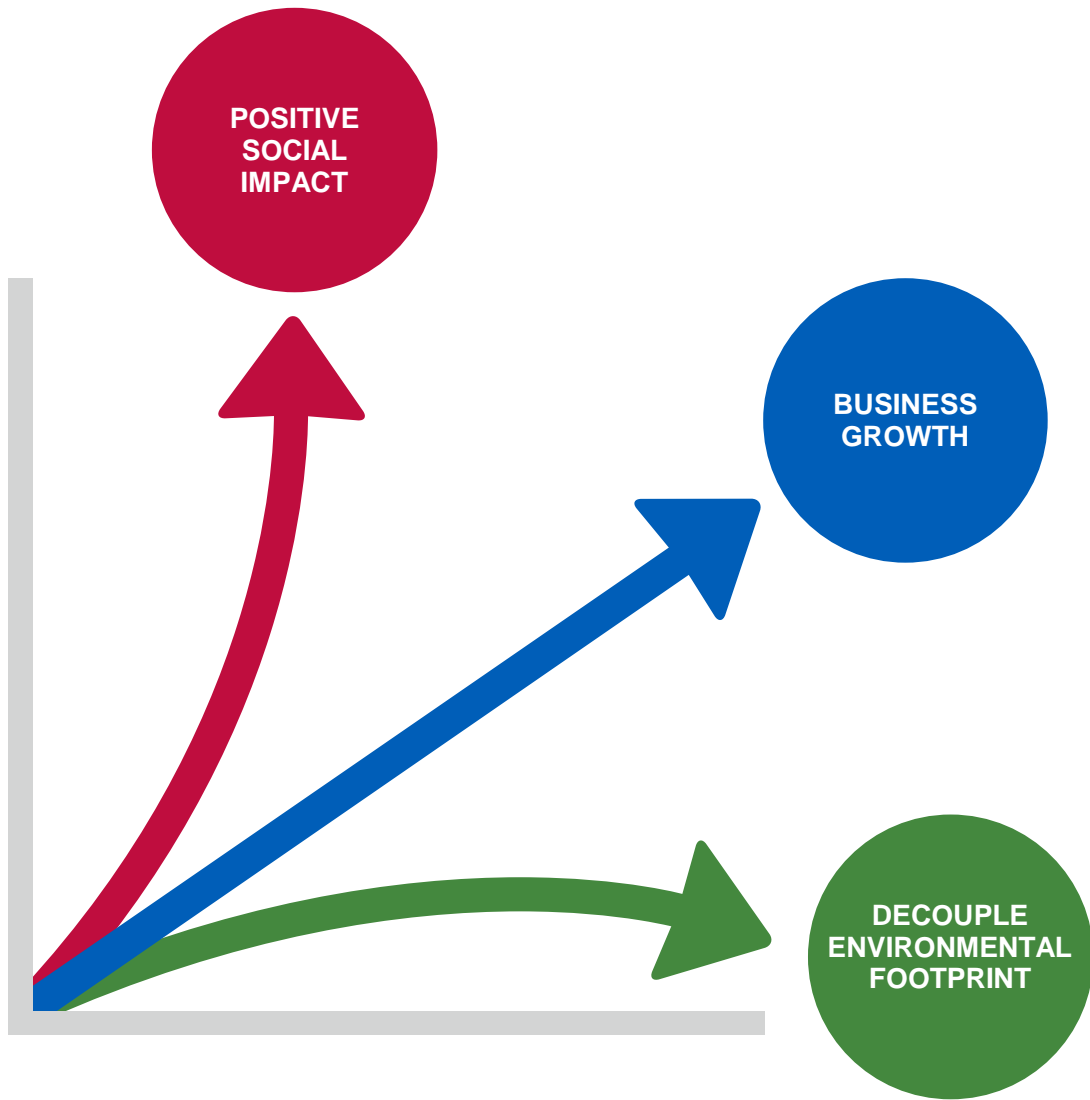 POSITIVE
SOCIAL
IMPACT
BUSINESS
GROWTH
DECOUPLE
ENVIRONMENTAL
FOOTPRINT